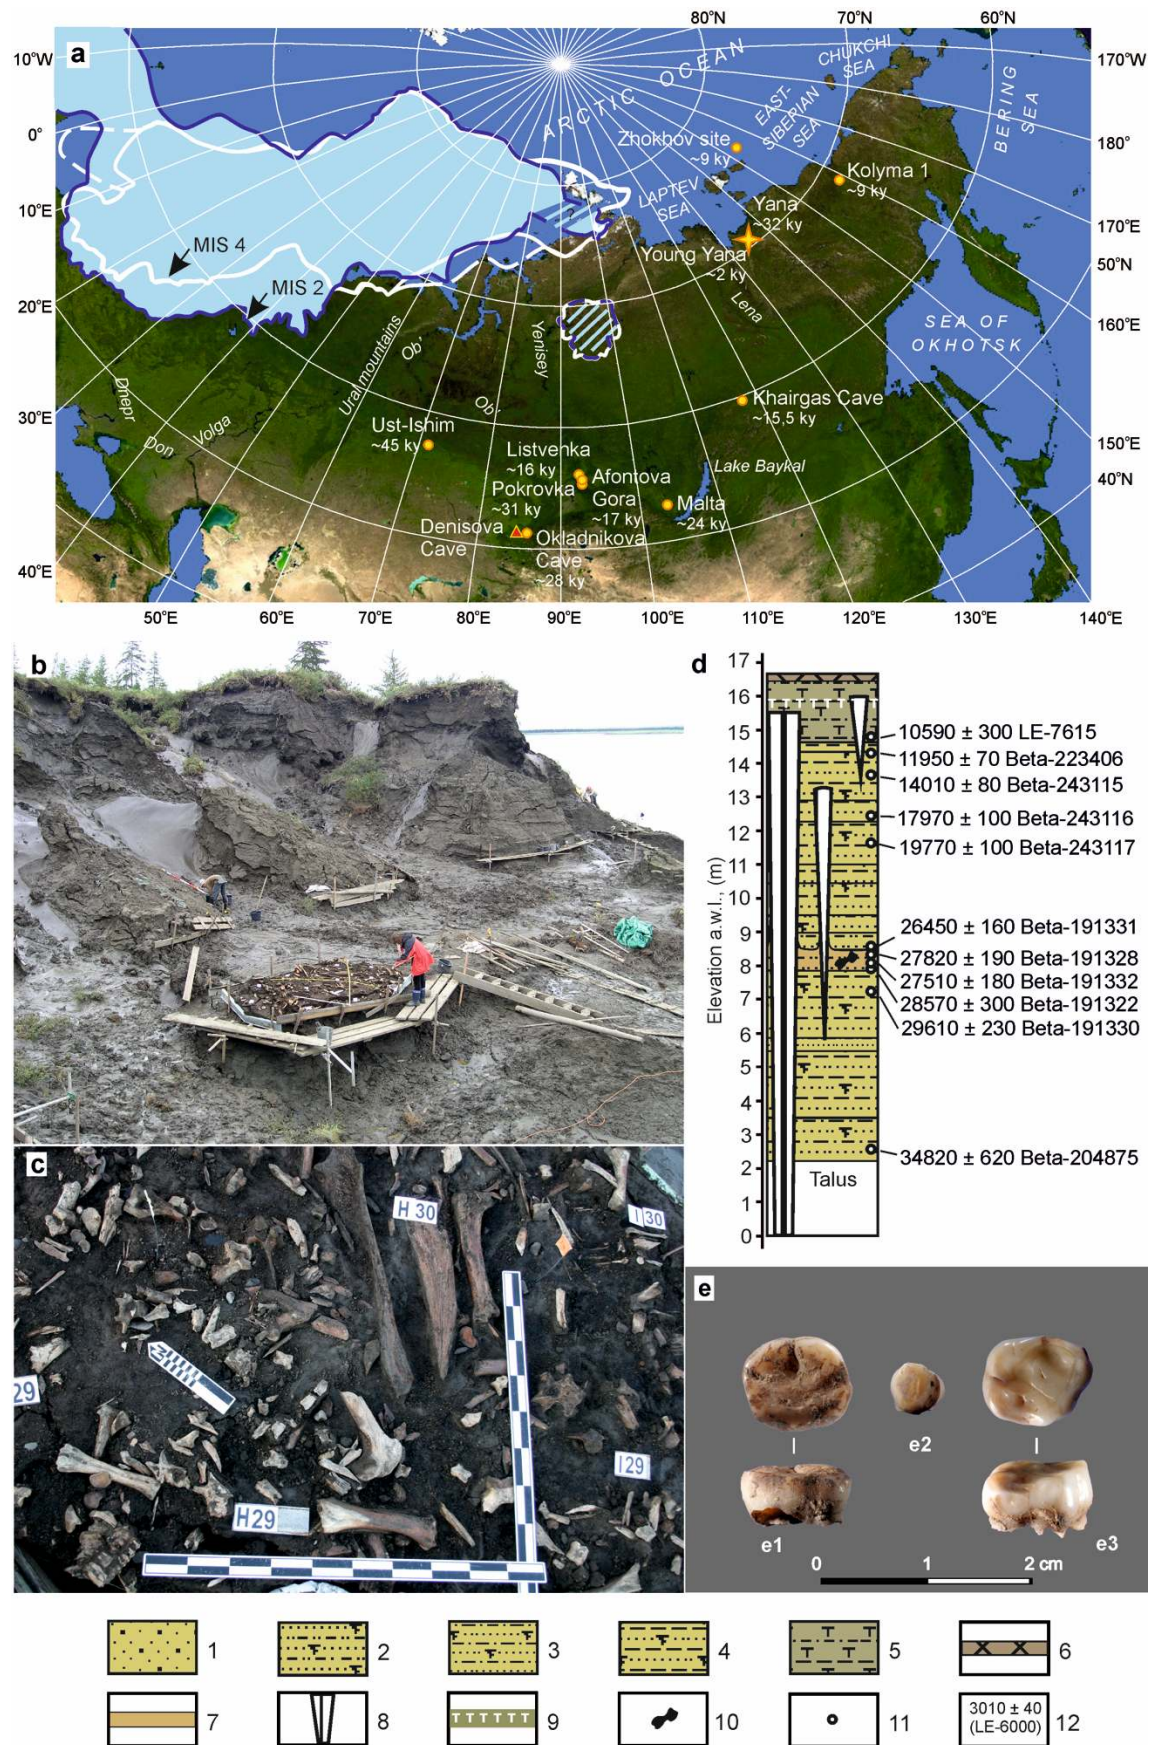 80°N
70°N
60°N
a
10°W
0°
10°E
20°E
30°E
40°E
170°W
180°
170°E
50°N
160°E
150°E
40°N
50°E
60°E
70°E
80°E
90°E
100°E
110°E
120°E
130°E
140°E
ARCTIC OCEAN
CHUKCHI
SEA
BERING
SEA
EAST-
SIBERIAN
SEA
LAPTEV
SEA
SEA OF
OKHOTSK
Zhokhov site
~9 ky
Kolyma 1
~9 ky
Yana
~32 ky
Young Yana
~2 ky
Lena
?
MIS 4
MIS 2
Ural mountains
Ob'
Yenisey
Ob'
Dnepr
Don
Volga
Khairgas Cave
~15,5 ky
Ust-Ishim
~45 ky
Listvenka
~16 ky
Pokrovka
~31 ky
Afontova
Gora
~17 ky
Lake Baykal
Malta
~24 ky
Denisova
Cave
Okladnikova
Cave
~28 ky
b
c
H 30
I 30
29
H29
I29
N
d
Elevation a.w.l., (m)
17
16
15
14
13
12
11
10
9
8
7
6
5
4
3
2
1
0
10590 ± 300 LE-7615
11950 ± 70 Beta-223406
14010 ± 80 Beta-243115
17970 ± 100 Beta-243116
19770 ± 100 Beta-243117
26450 ± 160 Beta-191331
27820 ± 190 Beta-191328
27510 ± 180 Beta-191332
28570 ± 300 Beta-191322
29610 ± 230 Beta-191330
34820 ± 620 Beta-204875
Talus
e
e2
e1
e3
0 1 2 cm
1 2 3 4 5 6
7 8 9 10 11 3010 ± 40
(LE-6000) 12